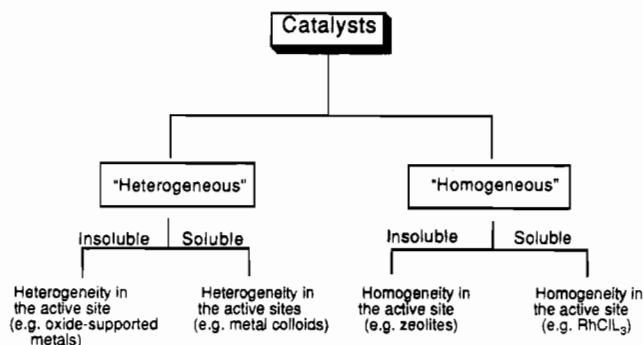 Catalysts
"Heterogeneous"
"Homogeneous"
Insoluble
Soluble
Insoluble
Soluble
Heterogeneity in
the active site
(e.g. oxide-supported
metals)
Heterogeneity in
the active sites
(e.g. metal colloids)
Homogeneity in
the active site
(e.g. zeolites)
Homogeneity in
the active site
(e.g. RhClL₃)